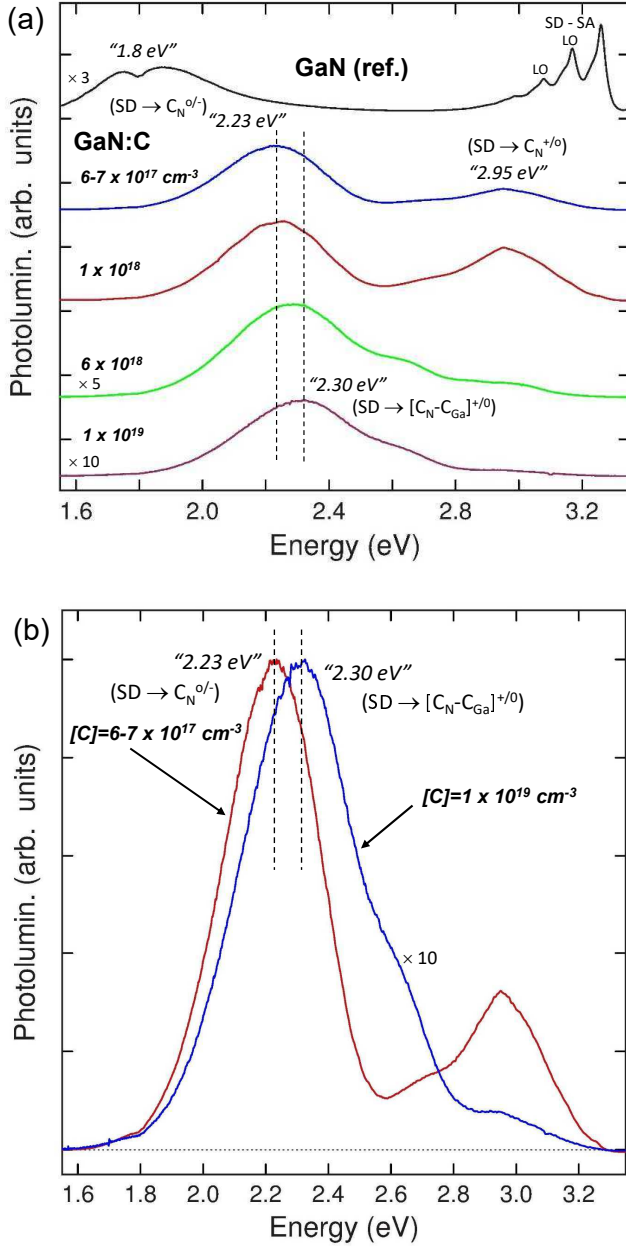 (a)
SD - SA
"1.8 eV"
GaN (ref.)
LO
LO
× 3
(SD → C_N^o/-)
"2.23 eV"
GaN:C
(SD → C_N^+/o)
6-7 x 10^17 cm^-3
"2.95 eV"
1 x 10^18
6 x 10^18
× 5
"2.30 eV"
(SD → [C_N-C_Ga]^+/0)
1 x 10^19
× 10
Photolumin. (arb. units)
1.6 2.0 2.4 2.8 3.2
Energy (eV)
(b)
"2.23 eV"
"2.30 eV"
(SD → C_N^o/-)
(SD → [C_N-C_Ga]^+/0)
[C]=6-7 x 10^17 cm^-3
[C]=1 x 10^19 cm^-3
× 10
Photolumin. (arb. units)
1.6 1.8 2.0 2.2 2.4 2.6 2.8 3.0 3.2
Energy (eV)